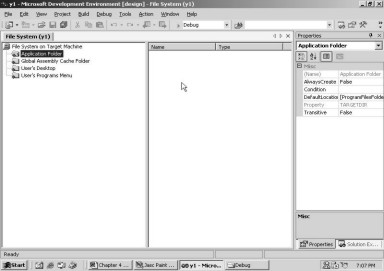 y1 - Microsoft Development Environment [design] - File System (y1)
File Edit View Project Build Debug Tools Action Window Help
Debug
File System (y1)
File System on Target Machine
Application Folder
Global Assembly Cache Folder
User's Desktop
User's Programs Menu
Name Type
Properties
Application Folder
Misc
(Name) Application Folder
AlwaysCreate False
Condition
DefaultLocation [ProgramFilesFolde
Property TARGETDIR
Transitive False
Misc
Properties Solution Ex...
Ready
Start
Chapter 4 ...
Jasc Paint ...
y1 - Micro...
Debug
7:07 PM